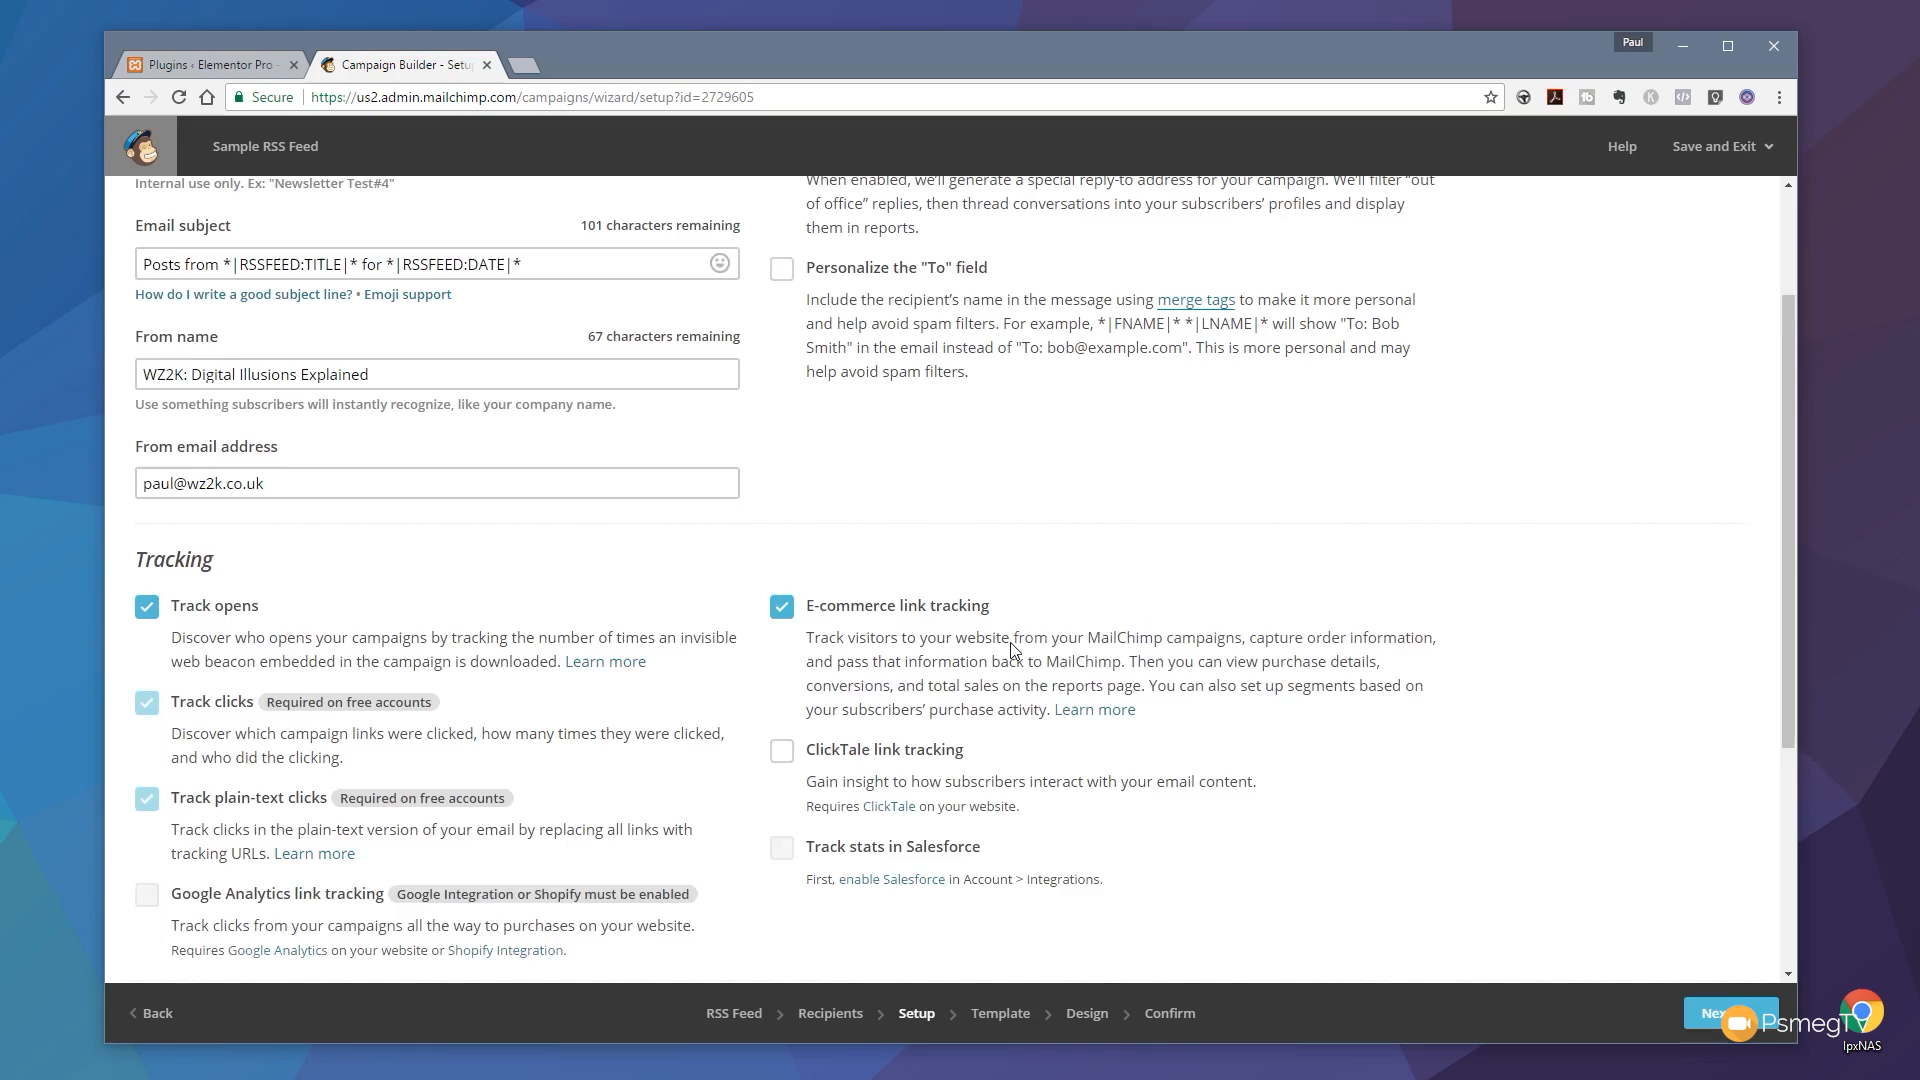 Paul
Plugins ‹ Elementor Pro
Campaign Builder - Setu
Secure
https://us2.admin.mailchimp.com/campaigns/wizard/setup?id=2729605
Sample RSS Feed
Help
Save and Exit
Internal use only. Ex: "Newsletter Test#4"
Email subject
101 characters remaining
Posts from *|RSSFEED:TITLE|* for *|RSSFEED:DATE|*
How do I write a good subject line? • Emoji support
From name
67 characters remaining
WZ2K: Digital Illusions Explained
Use something subscribers will instantly recognize, like your company name.
From email address
paul@wz2k.co.uk
When enabled, we'll generate a special reply-to address for your campaign. We'll filter “out
of office” replies, then thread conversations into your subscribers’ profiles and display
them in reports.
Personalize the "To" field
Include the recipient’s name in the message using merge tags to make it more personal
and help avoid spam filters. For example, *|FNAME|* *|LNAME|* will show "To: Bob
Smith" in the email instead of "To: bob@example.com". This is more personal and may
help avoid spam filters.
Tracking
Track opens
Discover who opens your campaigns by tracking the number of times an invisible
web beacon embedded in the campaign is downloaded. Learn more
Track clicks Required on free accounts
Discover which campaign links were clicked, how many times they were clicked,
and who did the clicking.
Track plain-text clicks Required on free accounts
Track clicks in the plain-text version of your email by replacing all links with
tracking URLs. Learn more
Google Analytics link tracking Google Integration or Shopify must be enabled
Track clicks from your campaigns all the way to purchases on your website.
Requires Google Analytics on your website or Shopify Integration.
E-commerce link tracking
Track visitors to your website from your MailChimp campaigns, capture order information,
and pass that information back to MailChimp. Then you can view purchase details,
conversions, and total sales on the reports page. You can also set up segments based on
your subscribers’ purchase activity. Learn more
ClickTale link tracking
Gain insight to how subscribers interact with your email content.
Requires ClickTale on your website.
Track stats in Salesforce
First, enable Salesforce in Account > Integrations.
Back
RSS Feed
Recipients
Setup
Template
Design
Confirm
PsmegTV
IpxNAS